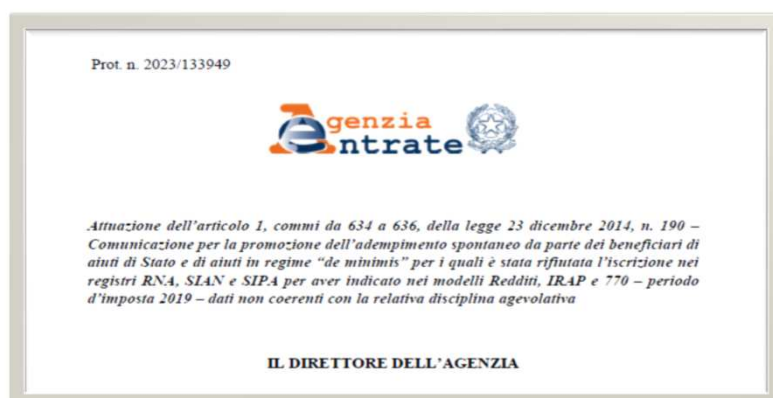 Prot. n. 2023/133949
Agenzia
Entrate
Attuazione dell'articolo 1, commi da 634 a 636, della legge 23 dicembre 2014, n. 190 –
Comunicazione per la promozione dell'adempimento spontaneo da parte dei beneficiari di
aiuti di Stato e di aiuti in regime "de minimis" per i quali è stata rifiutata l'iscrizione nei
registri RNA, SIAN e SIPA per aver indicato nei modelli Redditi, IRAP e 770 – periodo
d'imposta 2019 – dati non coerenti con la relativa disciplina agevolativa
IL DIRETTORE DELL'AGENZIA